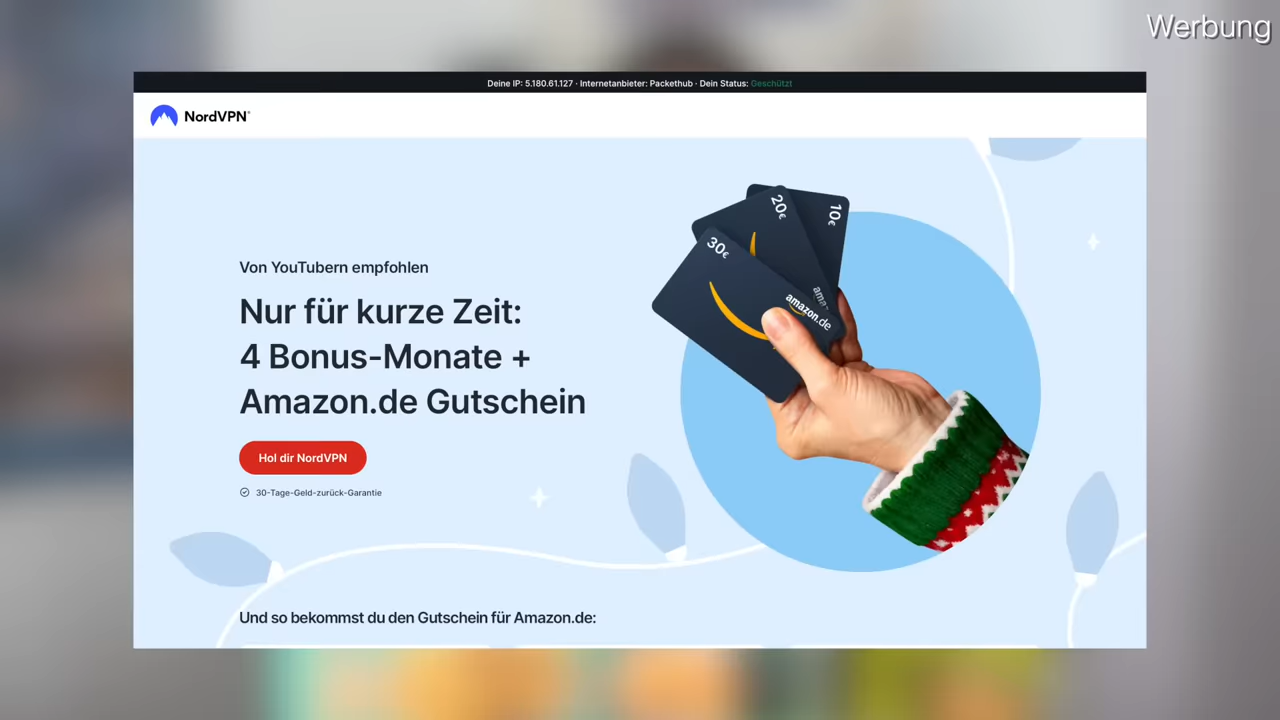 Werbung
Deine IP: 5.180.61.127 · Internetanbieter: Packethub · Dein Status: Geschützt
NordVPN®
Von YouTubern empfohlen
Nur für kurze Zeit:
4 Bonus-Monate +
Amazon.de Gutschein
Hol dir NordVPN
30-Tage-Geld-zurück-Garantie
10€
20€
30€
ama
amazon.de
Und so bekommst du den Gutschein für Amazon.de: